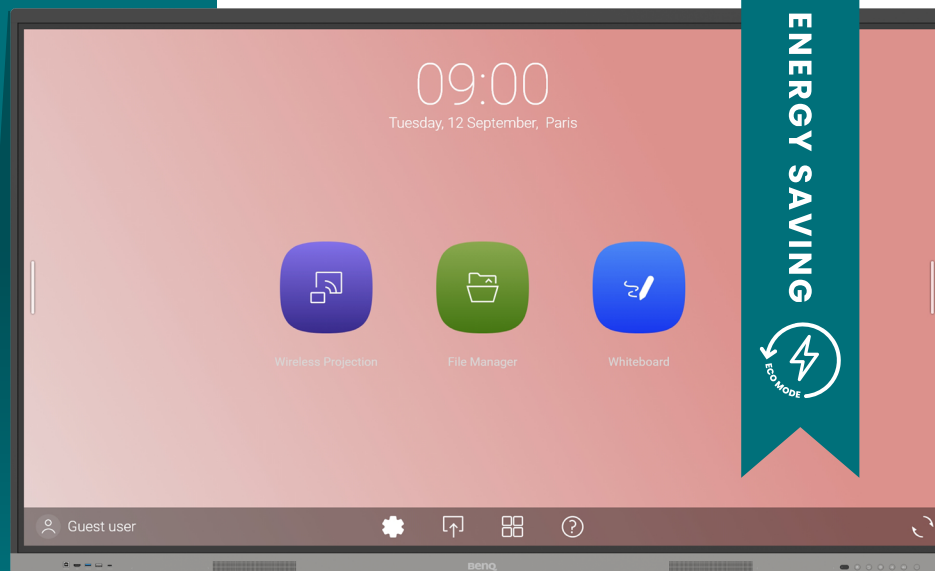 ENERGY SAVING
ECO MODE
09:00
Tuesday, 12 September, Paris
Wireless Projection
File Manager
Whiteboard
Guest user
BenQ